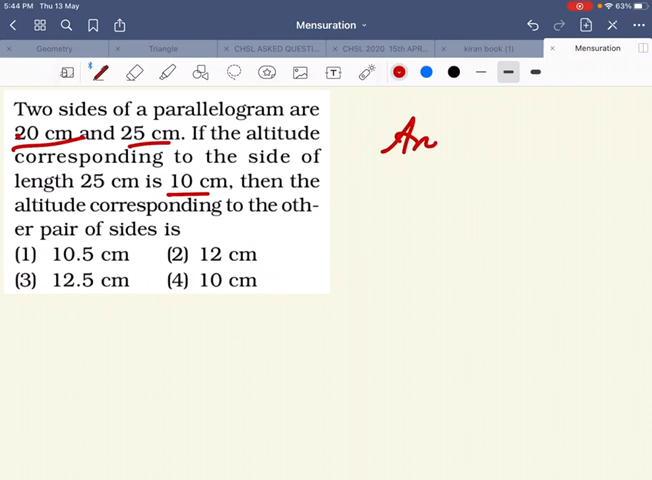 5:44 PM Thu 13 May
63%
Mensuration
Geometry
Triangle
CHSL ASKED QUESTI...
CHSL 2020 15th APR...
kiran book (1)
Mensuration
T
Two sides of a parallelogram are
20 cm and 25 cm. If the altitude
corresponding to the side of
length 25 cm is 10 cm, then the
altitude corresponding to the oth-
er pair of sides is
(1) 10.5 cm (2) 12 cm
(3) 12.5 cm (4) 10 cm
Ar